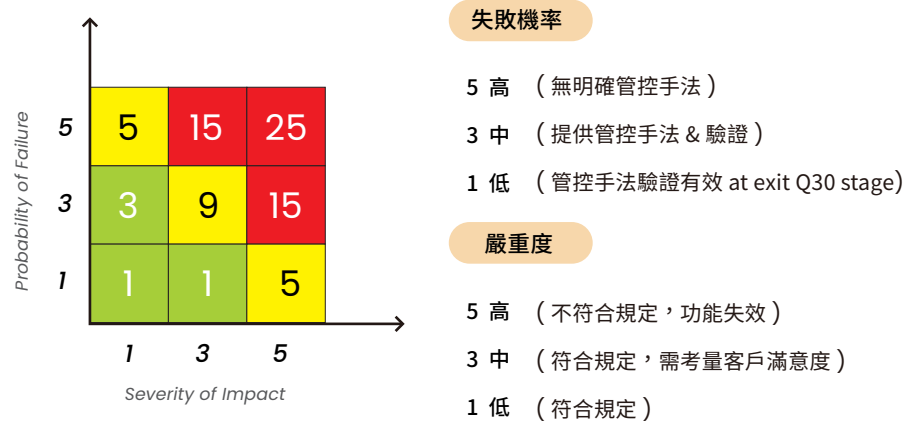 Probability of Failure
5
3
1
5 15 25
3 9 15
1 1 5
1 3 5
Severity of Impact
失敗機率
5 高 (無明確管控手法)
3 中 (提供管控手法 & 驗證)
1 低 (管控手法驗證有效 at exit Q30 stage)
嚴重度
5 高 (不符合規定，功能失效)
3 中 (符合規定，需考量客戶滿意度)
1 低 (符合規定)